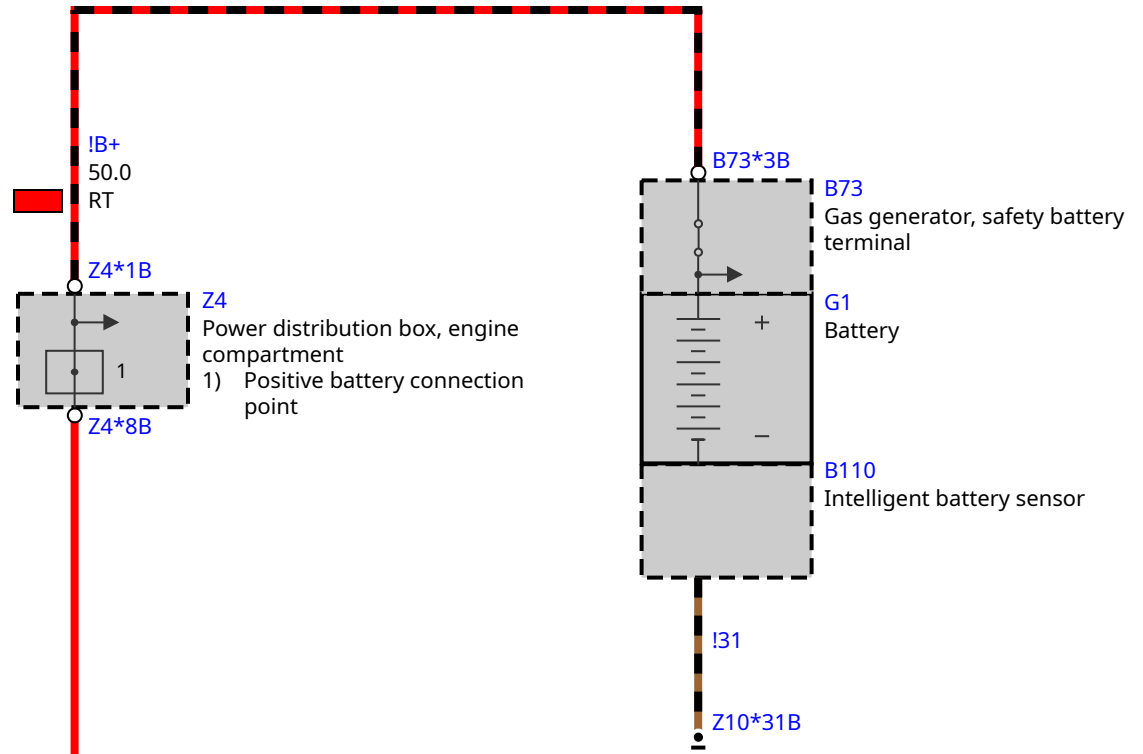 !B+
50.0
RT
Z4*1B
Z4
Power distribution box, engine
compartment
1) Positive battery connection
point
1
Z4*8B
B73*3B
B73
Gas generator, safety battery
terminal
G1
Battery
+
−
B110
Intelligent battery sensor
!31
Z10*31B